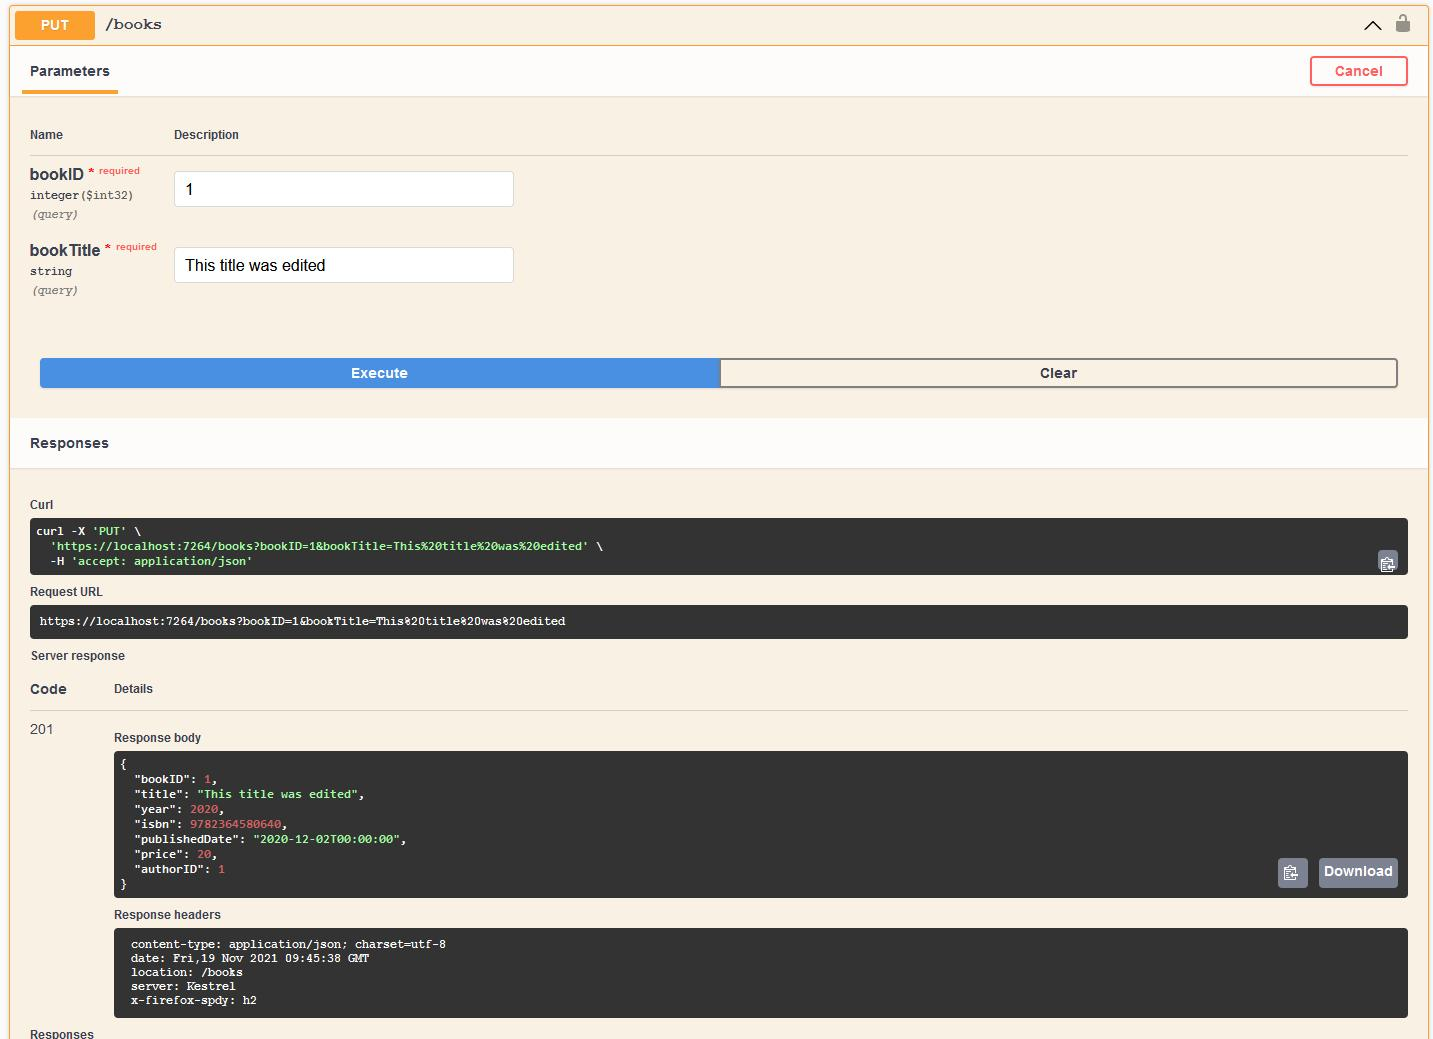 PUT /books
Parameters Cancel
Name Description
bookID * required
integer($int32)
(query)
1
bookTitle * required
string
(query)
This title was edited
Execute Clear
Responses
Curl
curl -X 'PUT' \
'https://localhost:7264/books?bookID=1&bookTitle=This%20title%20was%20edited' \
-H 'accept: application/json'
Request URL
https://localhost:7264/books?bookID=1&bookTitle=This%20title%20was%20edited
Server response
Code Details
201
Response body
{
"bookID": 1,
"title": "This title was edited",
"year": 2020,
"isbn": 9782364580640,
"publishedDate": "2020-12-02T00:00:00",
"price": 20,
"authorID": 1
}
Download
Response headers
content-type: application/json; charset=utf-8
date: Fri,19 Nov 2021 09:45:38 GMT
location: /books
server: Kestrel
x-firefox-spdy: h2
Responses